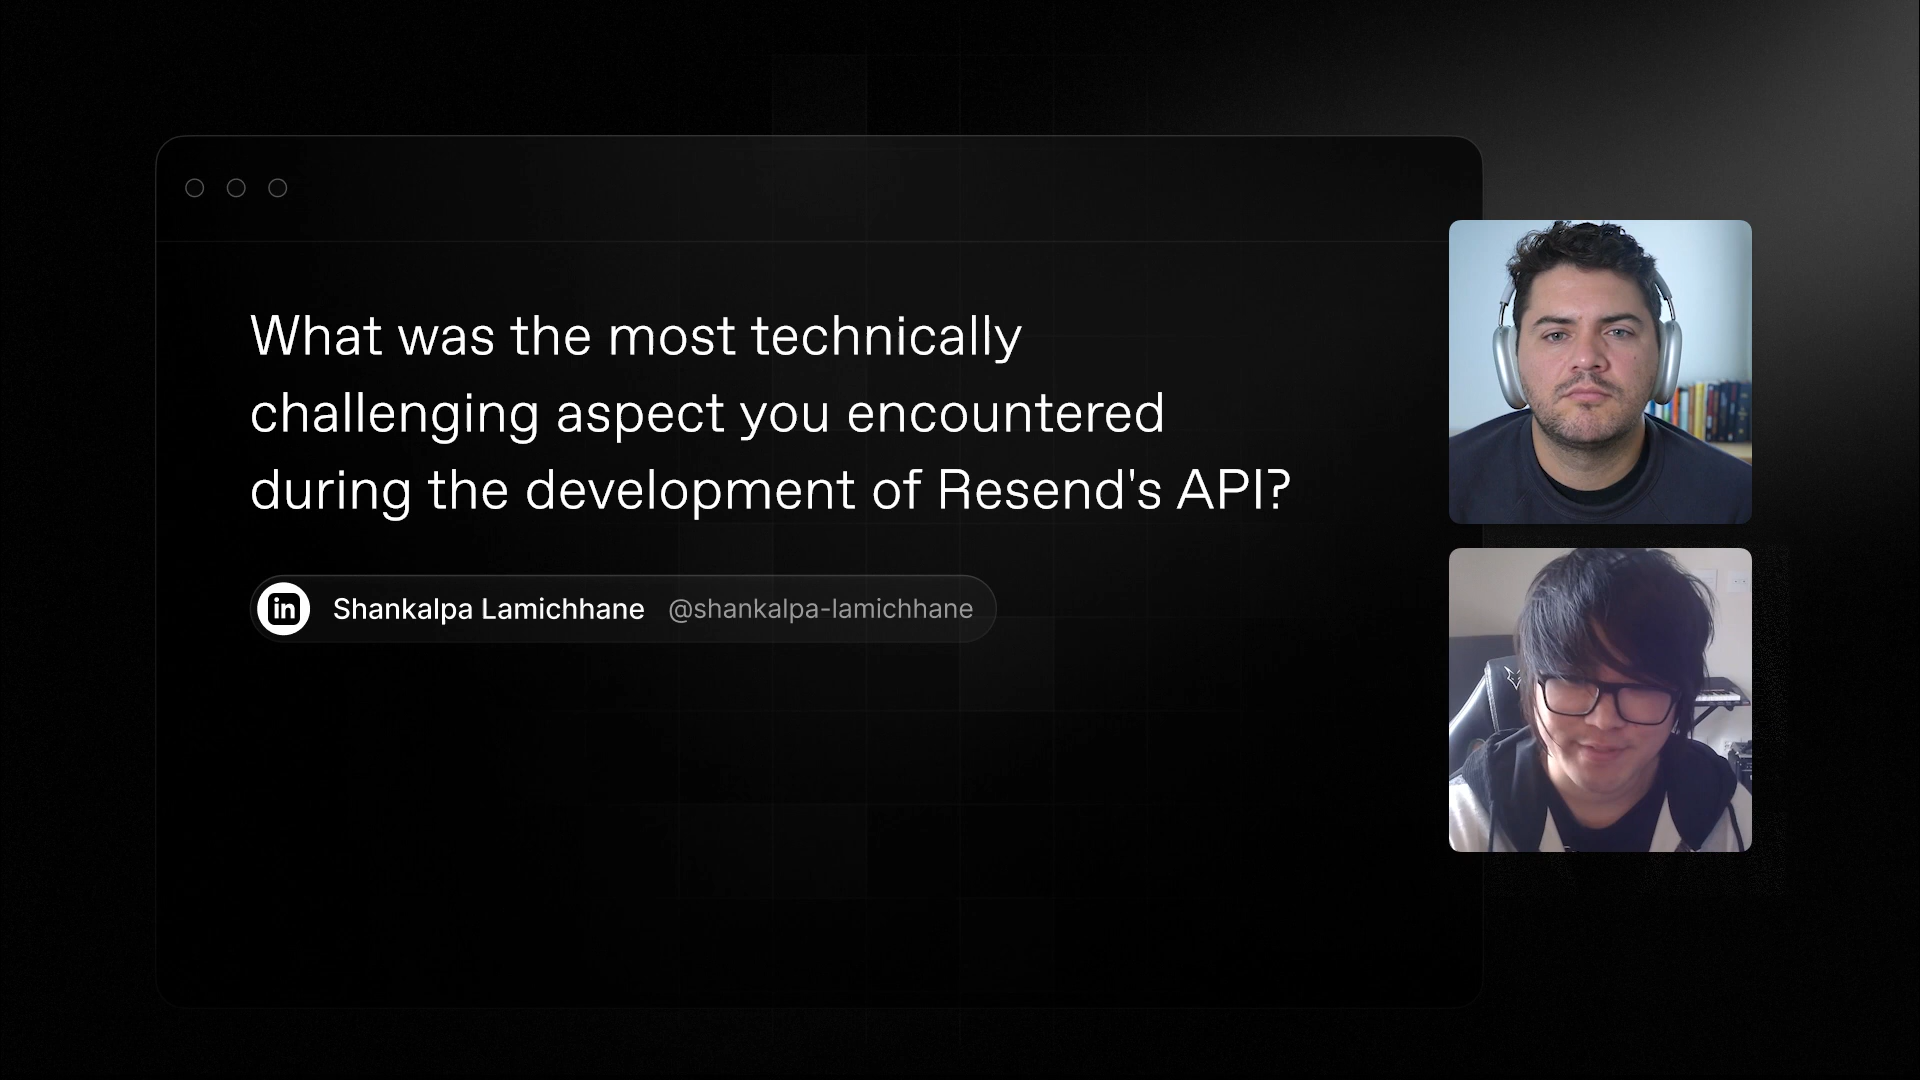 What was the most technically
challenging aspect you encountered
during the development of Resend's API?
in Shankalpa Lamichhane @shankalpa-lamichhane